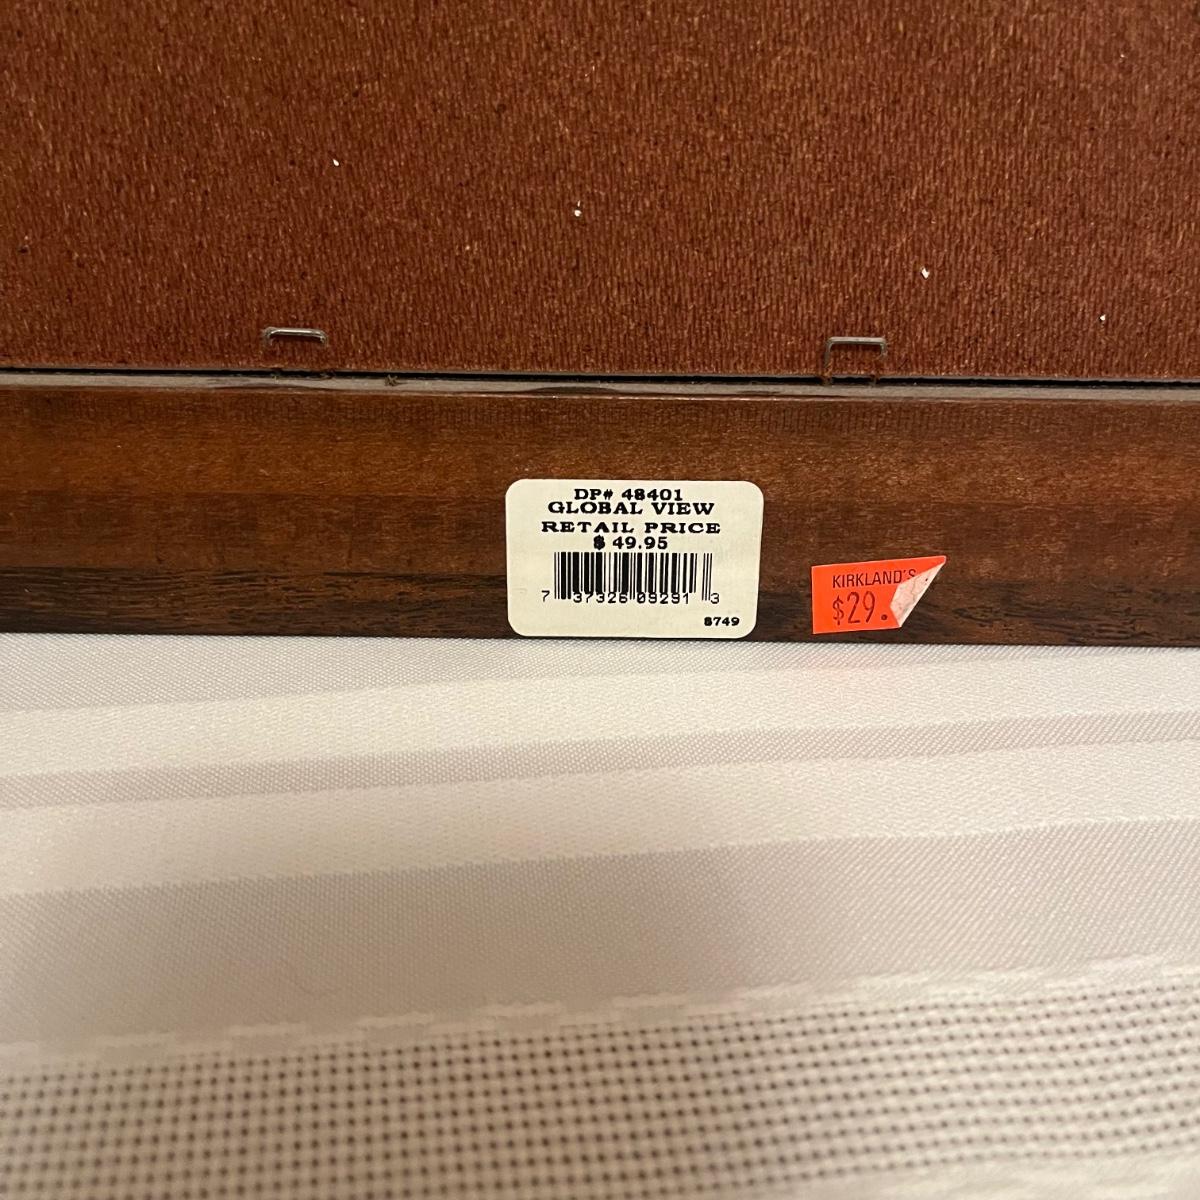 DP# 48401
GLOBAL VIEW
RETAIL PRICE
$ 49.95
7 37326 09291 3
8749
KIRKLAND'S
$29.